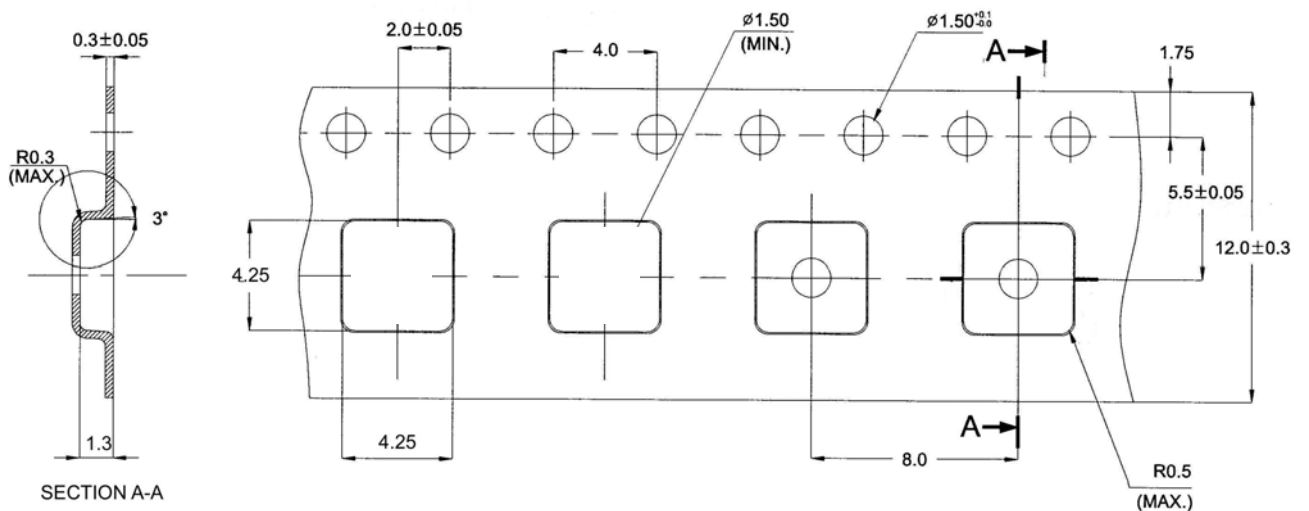 0.3±0.05
2.0±0.05
4.0
ø1.50
(MIN.)
ø1.50+0.1
-0.0
A
1.75
R0.3
(MAX.)
3°
5.5±0.05
12.0±0.3
4.25
1.3
4.25
A
8.0
R0.5
(MAX.)
SECTION A-A